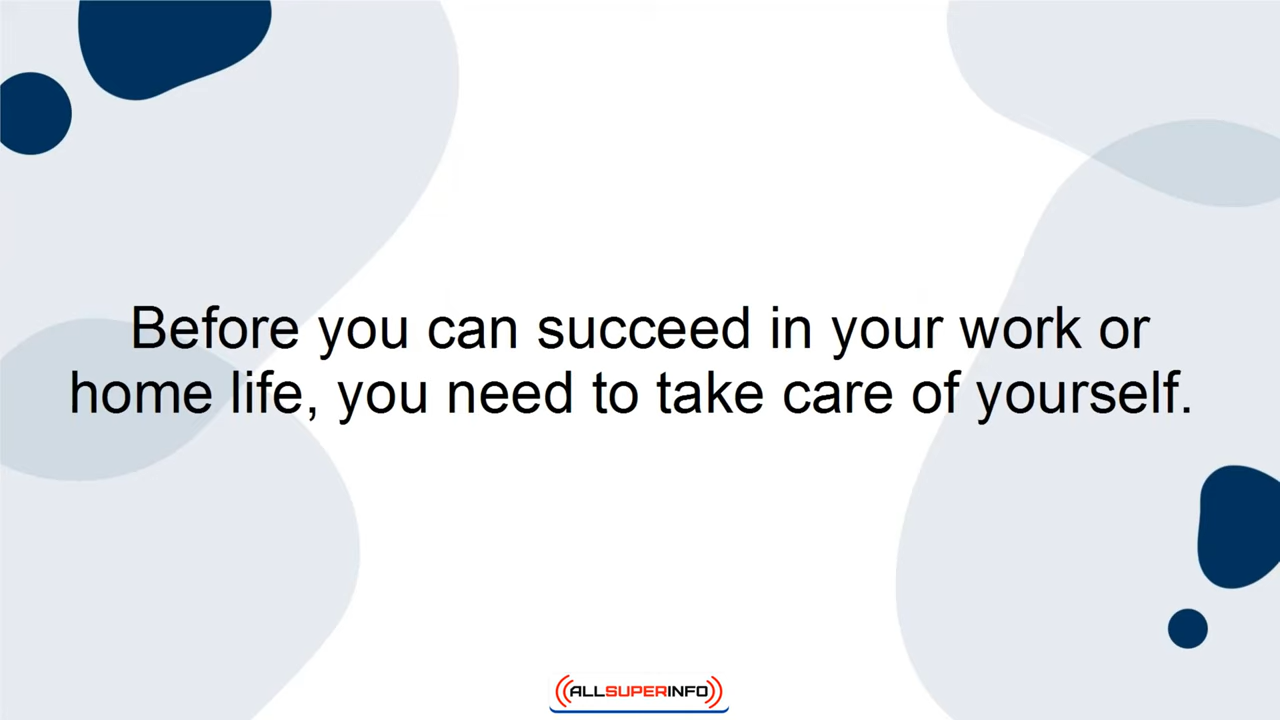 Before you can succeed in your work or
home life, you need to take care of yourself.
ALLSUPERINFO